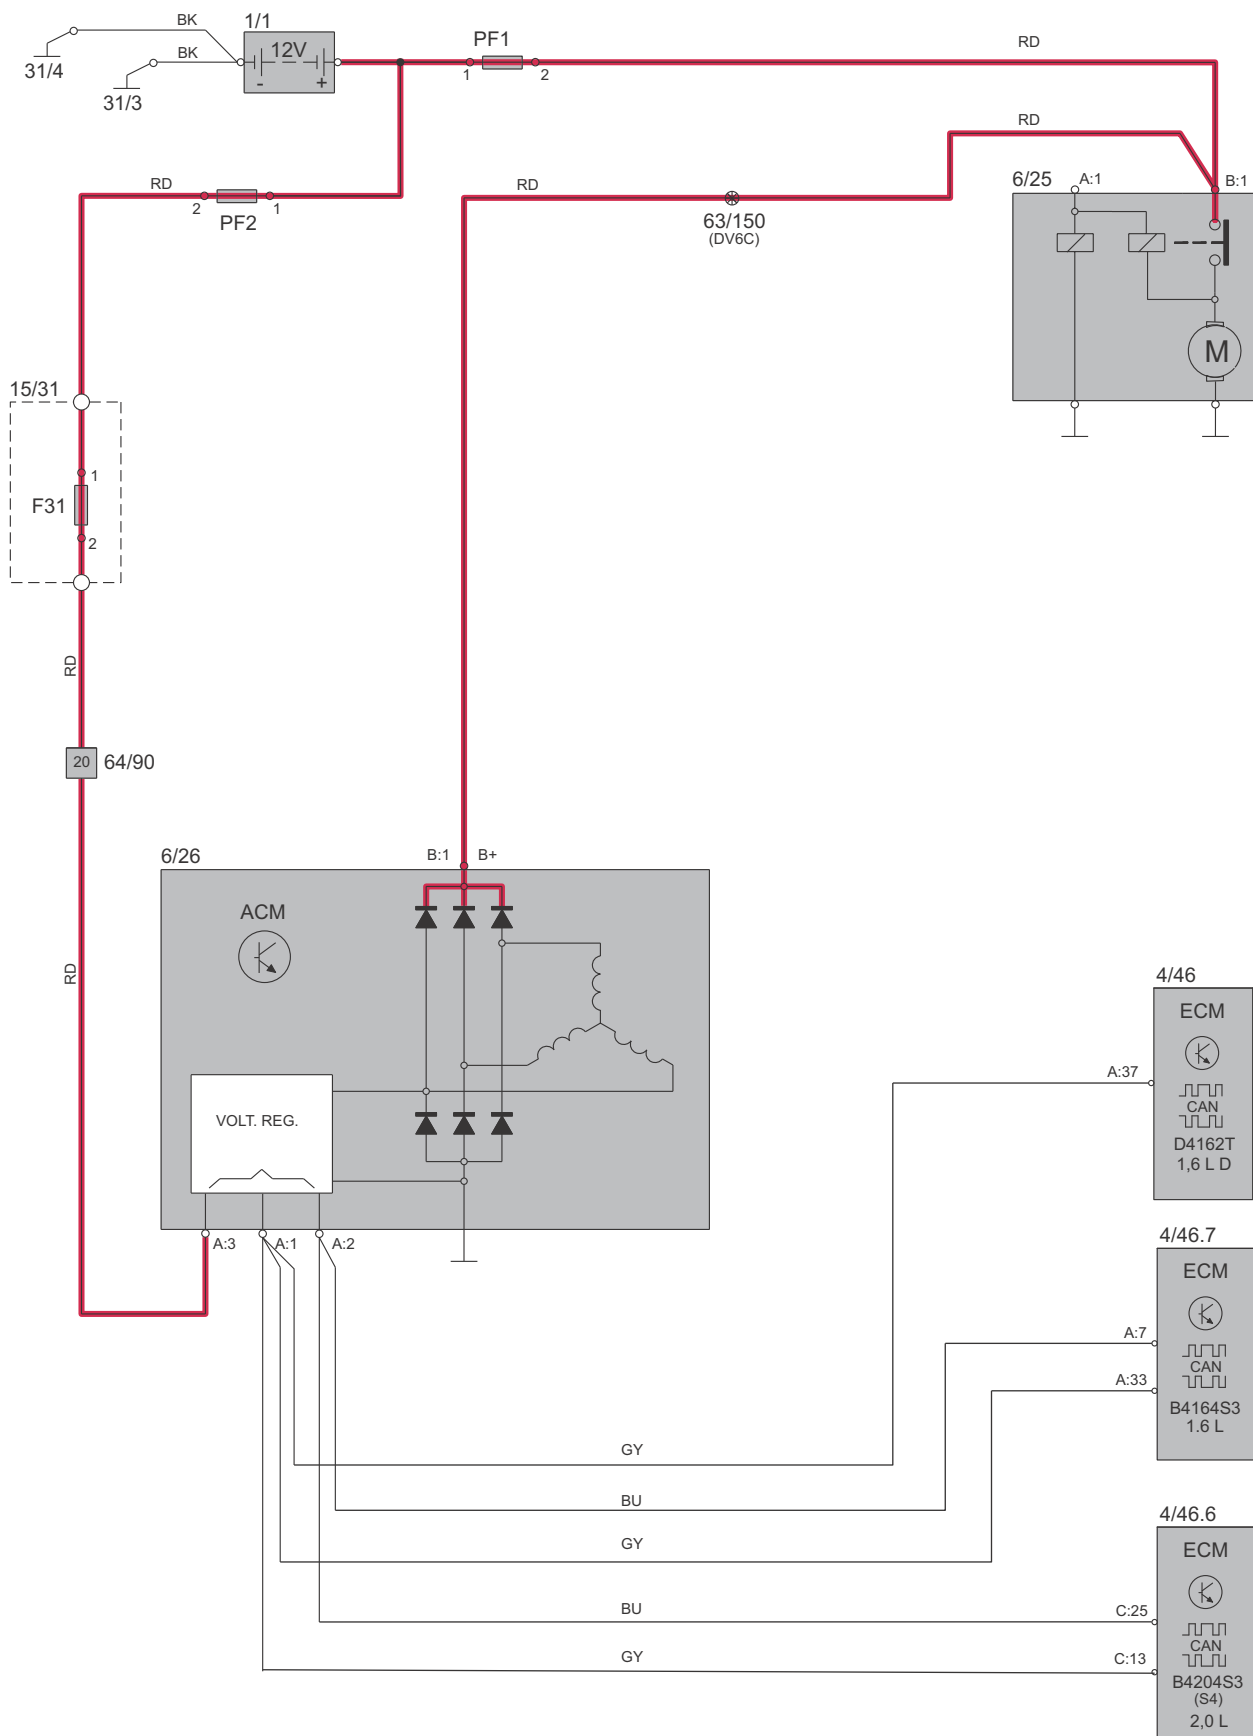 BK
1/1
12V
- +
PF1
1 2
RD
31/4
BK
31/3
RD
RD
2 1
PF2
RD
63/150
(DV6C)
6/25
A:1
B:1
M
15/31
1
F31
2
RD
20
64/90
6/26
B:1
B+
ACM
RD
VOLT. REG.
A:3
A:1
A:2
4/46
ECM
A:37
CAN
D4162T
1,6 L D
4/46.7
ECM
A:7
CAN
A:33
B4164S3
1.6 L
GY
BU
GY
4/46.6
ECM
BU
C:25
CAN
GY
C:13
B4204S3
(S4)
2,0 L